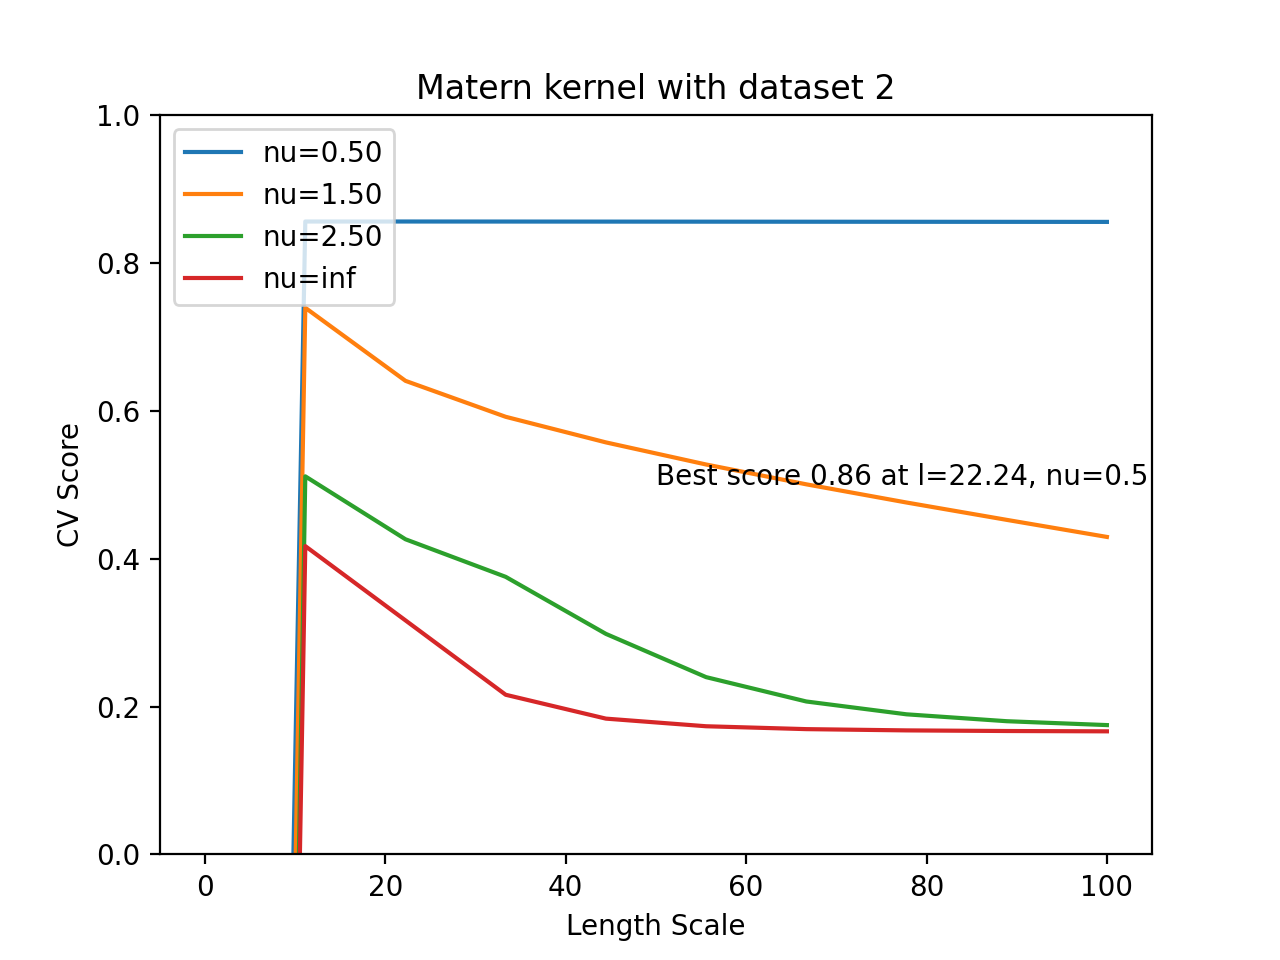 Matern kernel with dataset 2
nu=0.50
nu=1.50
nu=2.50
nu=inf
Best score 0.86 at l=22.24, nu=0.5
CV Score
1.0
0.8
0.6
0.4
0.2
0.0
0 20 40 60 80 100
Length Scale